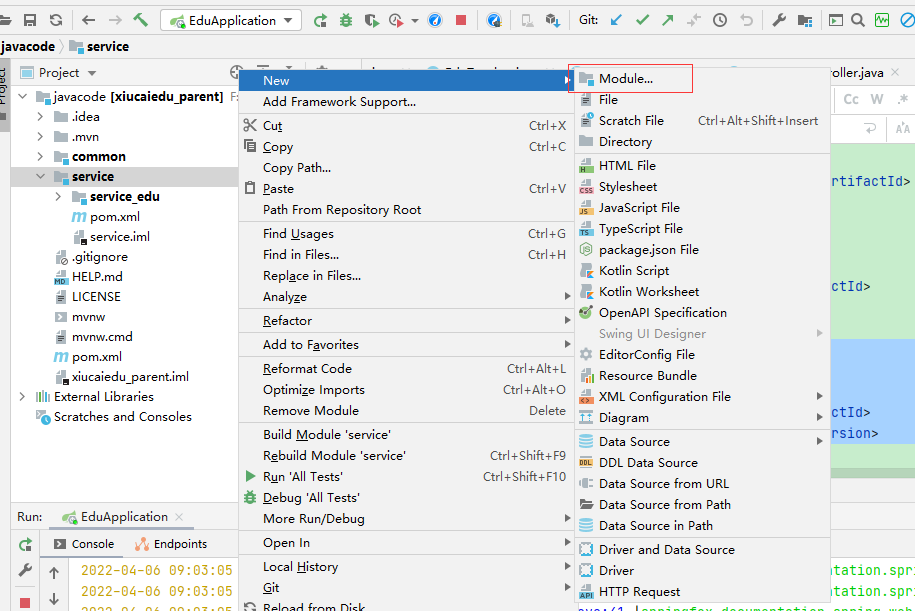 EduApplication
Git:
javacode
service
Project
javacode [xiucaiedu_parent]
.idea
.mvn
common
service
service_edu
pom.xml
service.iml
.gitignore
HELP.md
LICENSE
mvnw
mvnw.cmd
pom.xml
xiucaiedu_parent.iml
External Libraries
Scratches and Consoles
New
Add Framework Support...
Cut Ctrl+X
Copy Ctrl+C
Copy Path...
Paste Ctrl+V
Path From Repository Root
Find Usages Ctrl+G
Find in Files... Ctrl+H
Replace in Files...
Analyze
Refactor
Add to Favorites
Reformat Code Ctrl+Alt+L
Optimize Imports Ctrl+Alt+O
Remove Module Delete
Build Module 'service'
Rebuild Module 'service' Ctrl+Shift+F9
Run 'All Tests' Ctrl+Shift+F10
Debug 'All Tests'
More Run/Debug
Open In
Local History
Git
Reload from Disk
Module...
File
Scratch File Ctrl+Alt+Shift+Insert
Directory
HTML File
Stylesheet
JavaScript File
TypeScript File
package.json File
Kotlin Script
Kotlin Worksheet
OpenAPI Specification
Swing UI Designer
EditorConfig File
Resource Bundle
XML Configuration File
Diagram
Data Source
DDL Data Source
Data Source from URL
Data Source from Path
Data Source in Path
Driver and Data Source
Driver
HTTP Request
roller.java
Cc W .*
rtifactId>
ctId>
ctId>
rsion>
Run: EduApplication
Console Endpoints
2022-04-06 09:03:05
2022-04-06 09:03:05
tation.spri
tation.spri